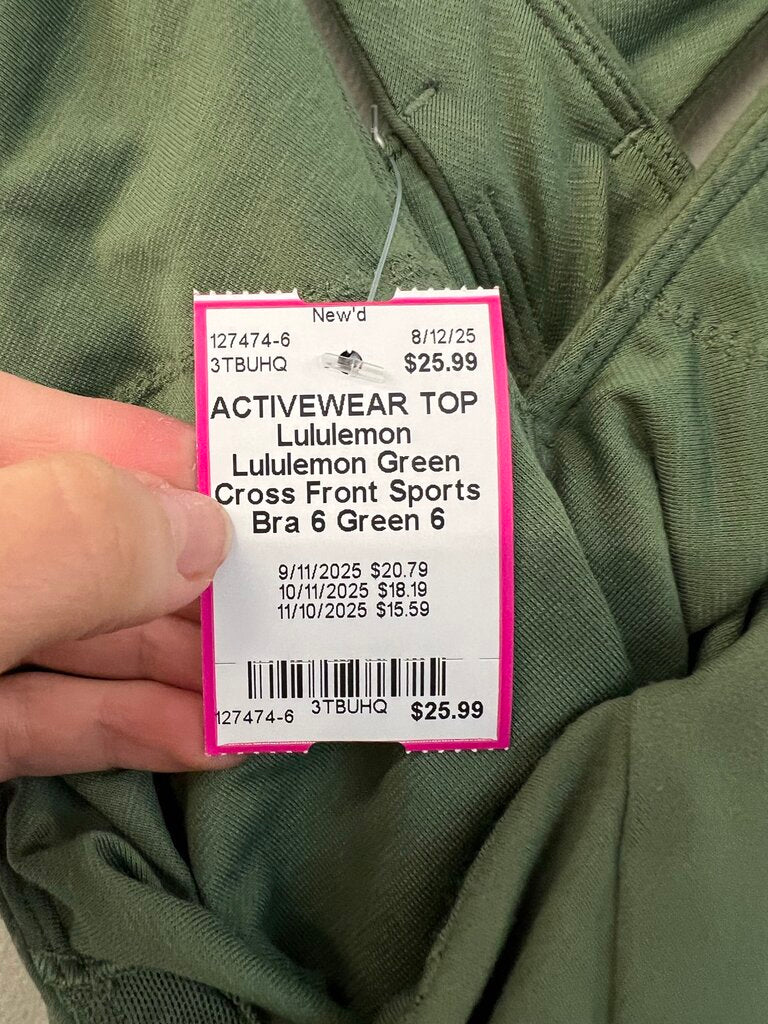 New'd
127474-6 8/12/25
3TBUHQ $25.99
ACTIVEWEAR TOP
Lululemon
Lululemon Green
Cross Front Sports
Bra 6 Green 6
9/11/2025 $20.79
10/11/2025 $18.19
11/10/2025 $15.59
127474-6 3TBUHQ $25.99